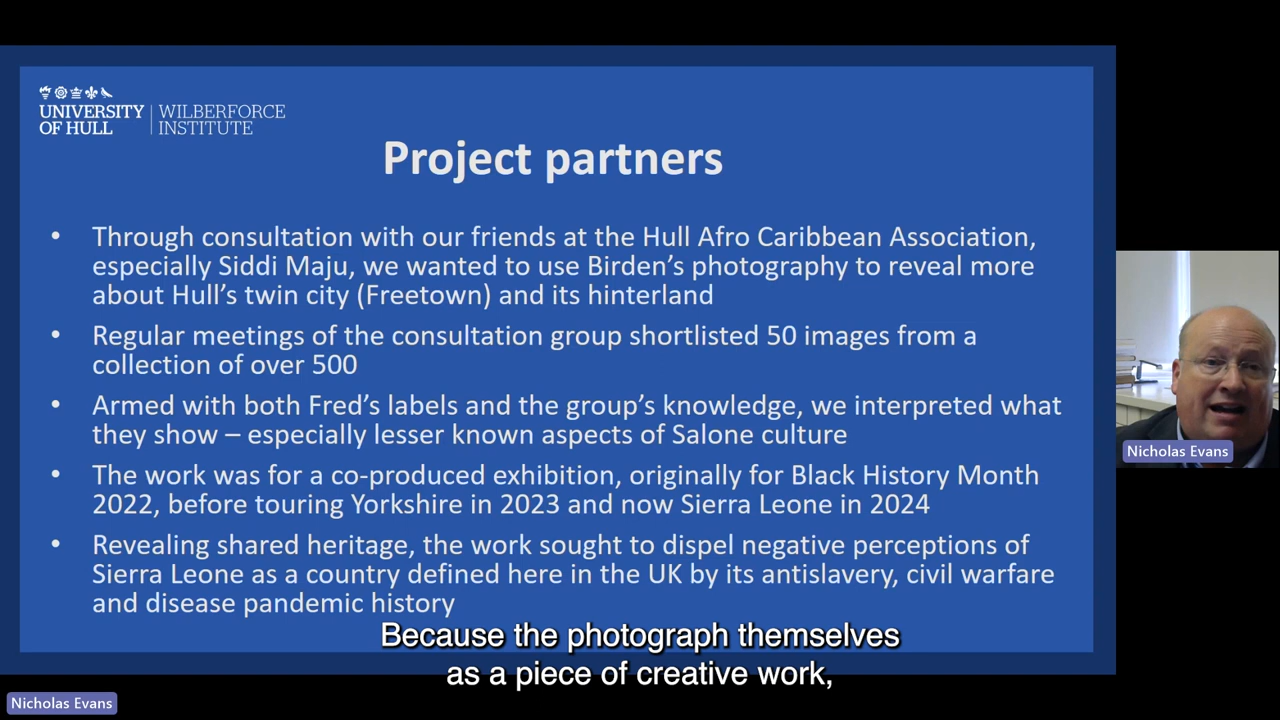 UNIVERSITY OF HULL
WILBERFORCE INSTITUTE
Project partners
• Through consultation with our friends at the Hull Afro Caribbean Association,
especially Siddi Maju, we wanted to use Birden’s photography to reveal more
about Hull’s twin city (Freetown) and its hinterland
• Regular meetings of the consultation group shortlisted 50 images from a
collection of over 500
• Armed with both Fred’s labels and the group’s knowledge, we interpreted what
they show – especially lesser known aspects of Salone culture
• The work was for a co-produced exhibition, originally for Black History Month
2022, before touring Yorkshire in 2023 and now Sierra Leone in 2024
• Revealing shared heritage, the work sought to dispel negative perceptions of
Sierra Leone as a country defined here in the UK by its antislavery, civil warfare
and disease pandemic history
Because the photograph themselves
as a piece of creative work,
Nicholas Evans
Nicholas Evans